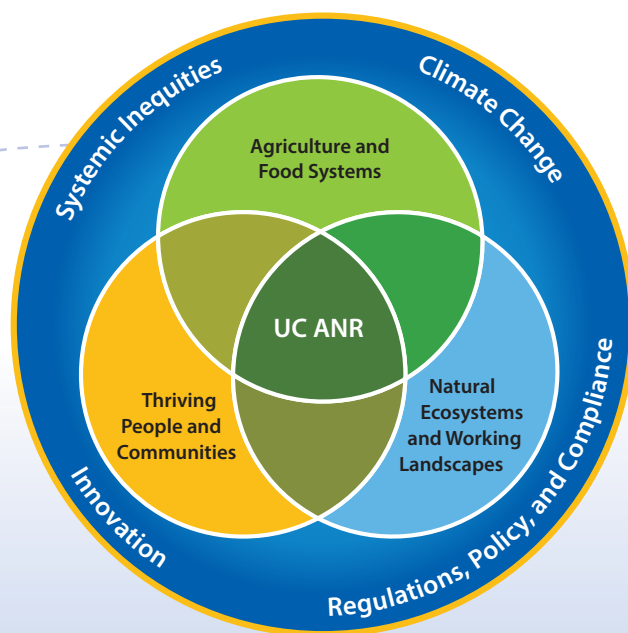 Systemic Inequities
Climate Change
Agriculture and
Food Systems
UC ANR
Thriving
People and
Communities
Natural
Ecosystems
and Working
Landscapes
Innovation
Regulations, Policy, and Compliance